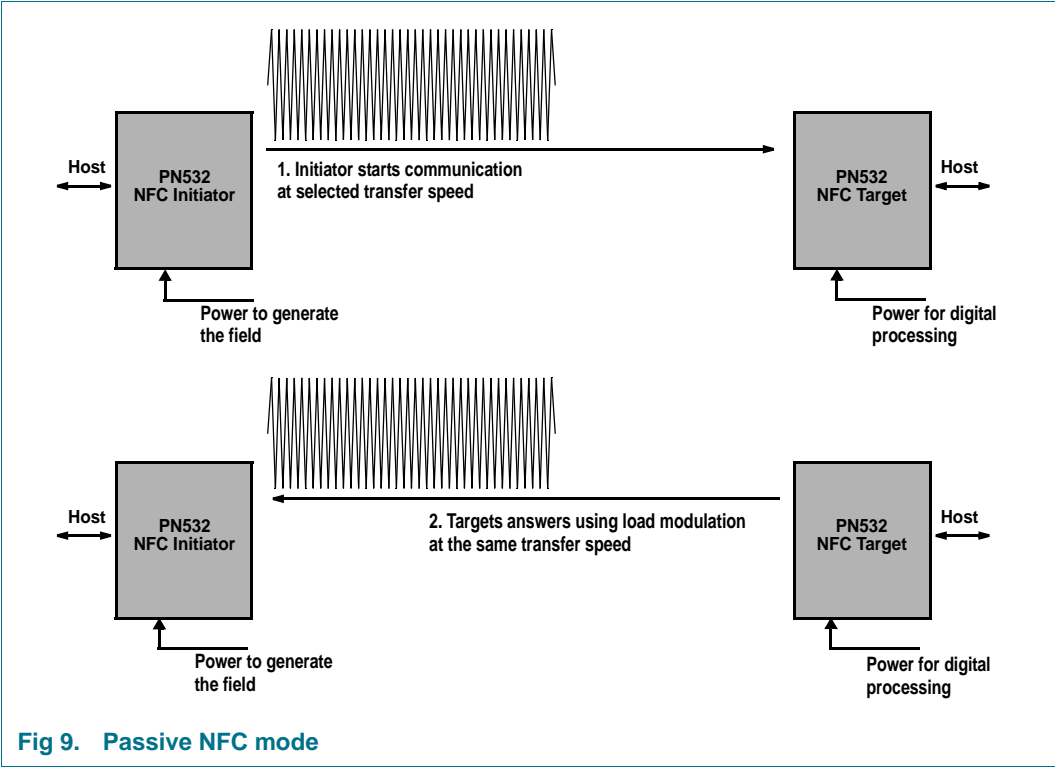 Host
PN532
NFC Initiator
1. Initiator starts communication
at selected transfer speed
PN532
NFC Target
Host
Power to generate
the field
Power for digital
processing
Host
PN532
NFC Initiator
2. Targets answers using load modulation
at the same transfer speed
PN532
NFC Target
Host
Power to generate
the field
Power for digital
processing
Fig 9. Passive NFC mode